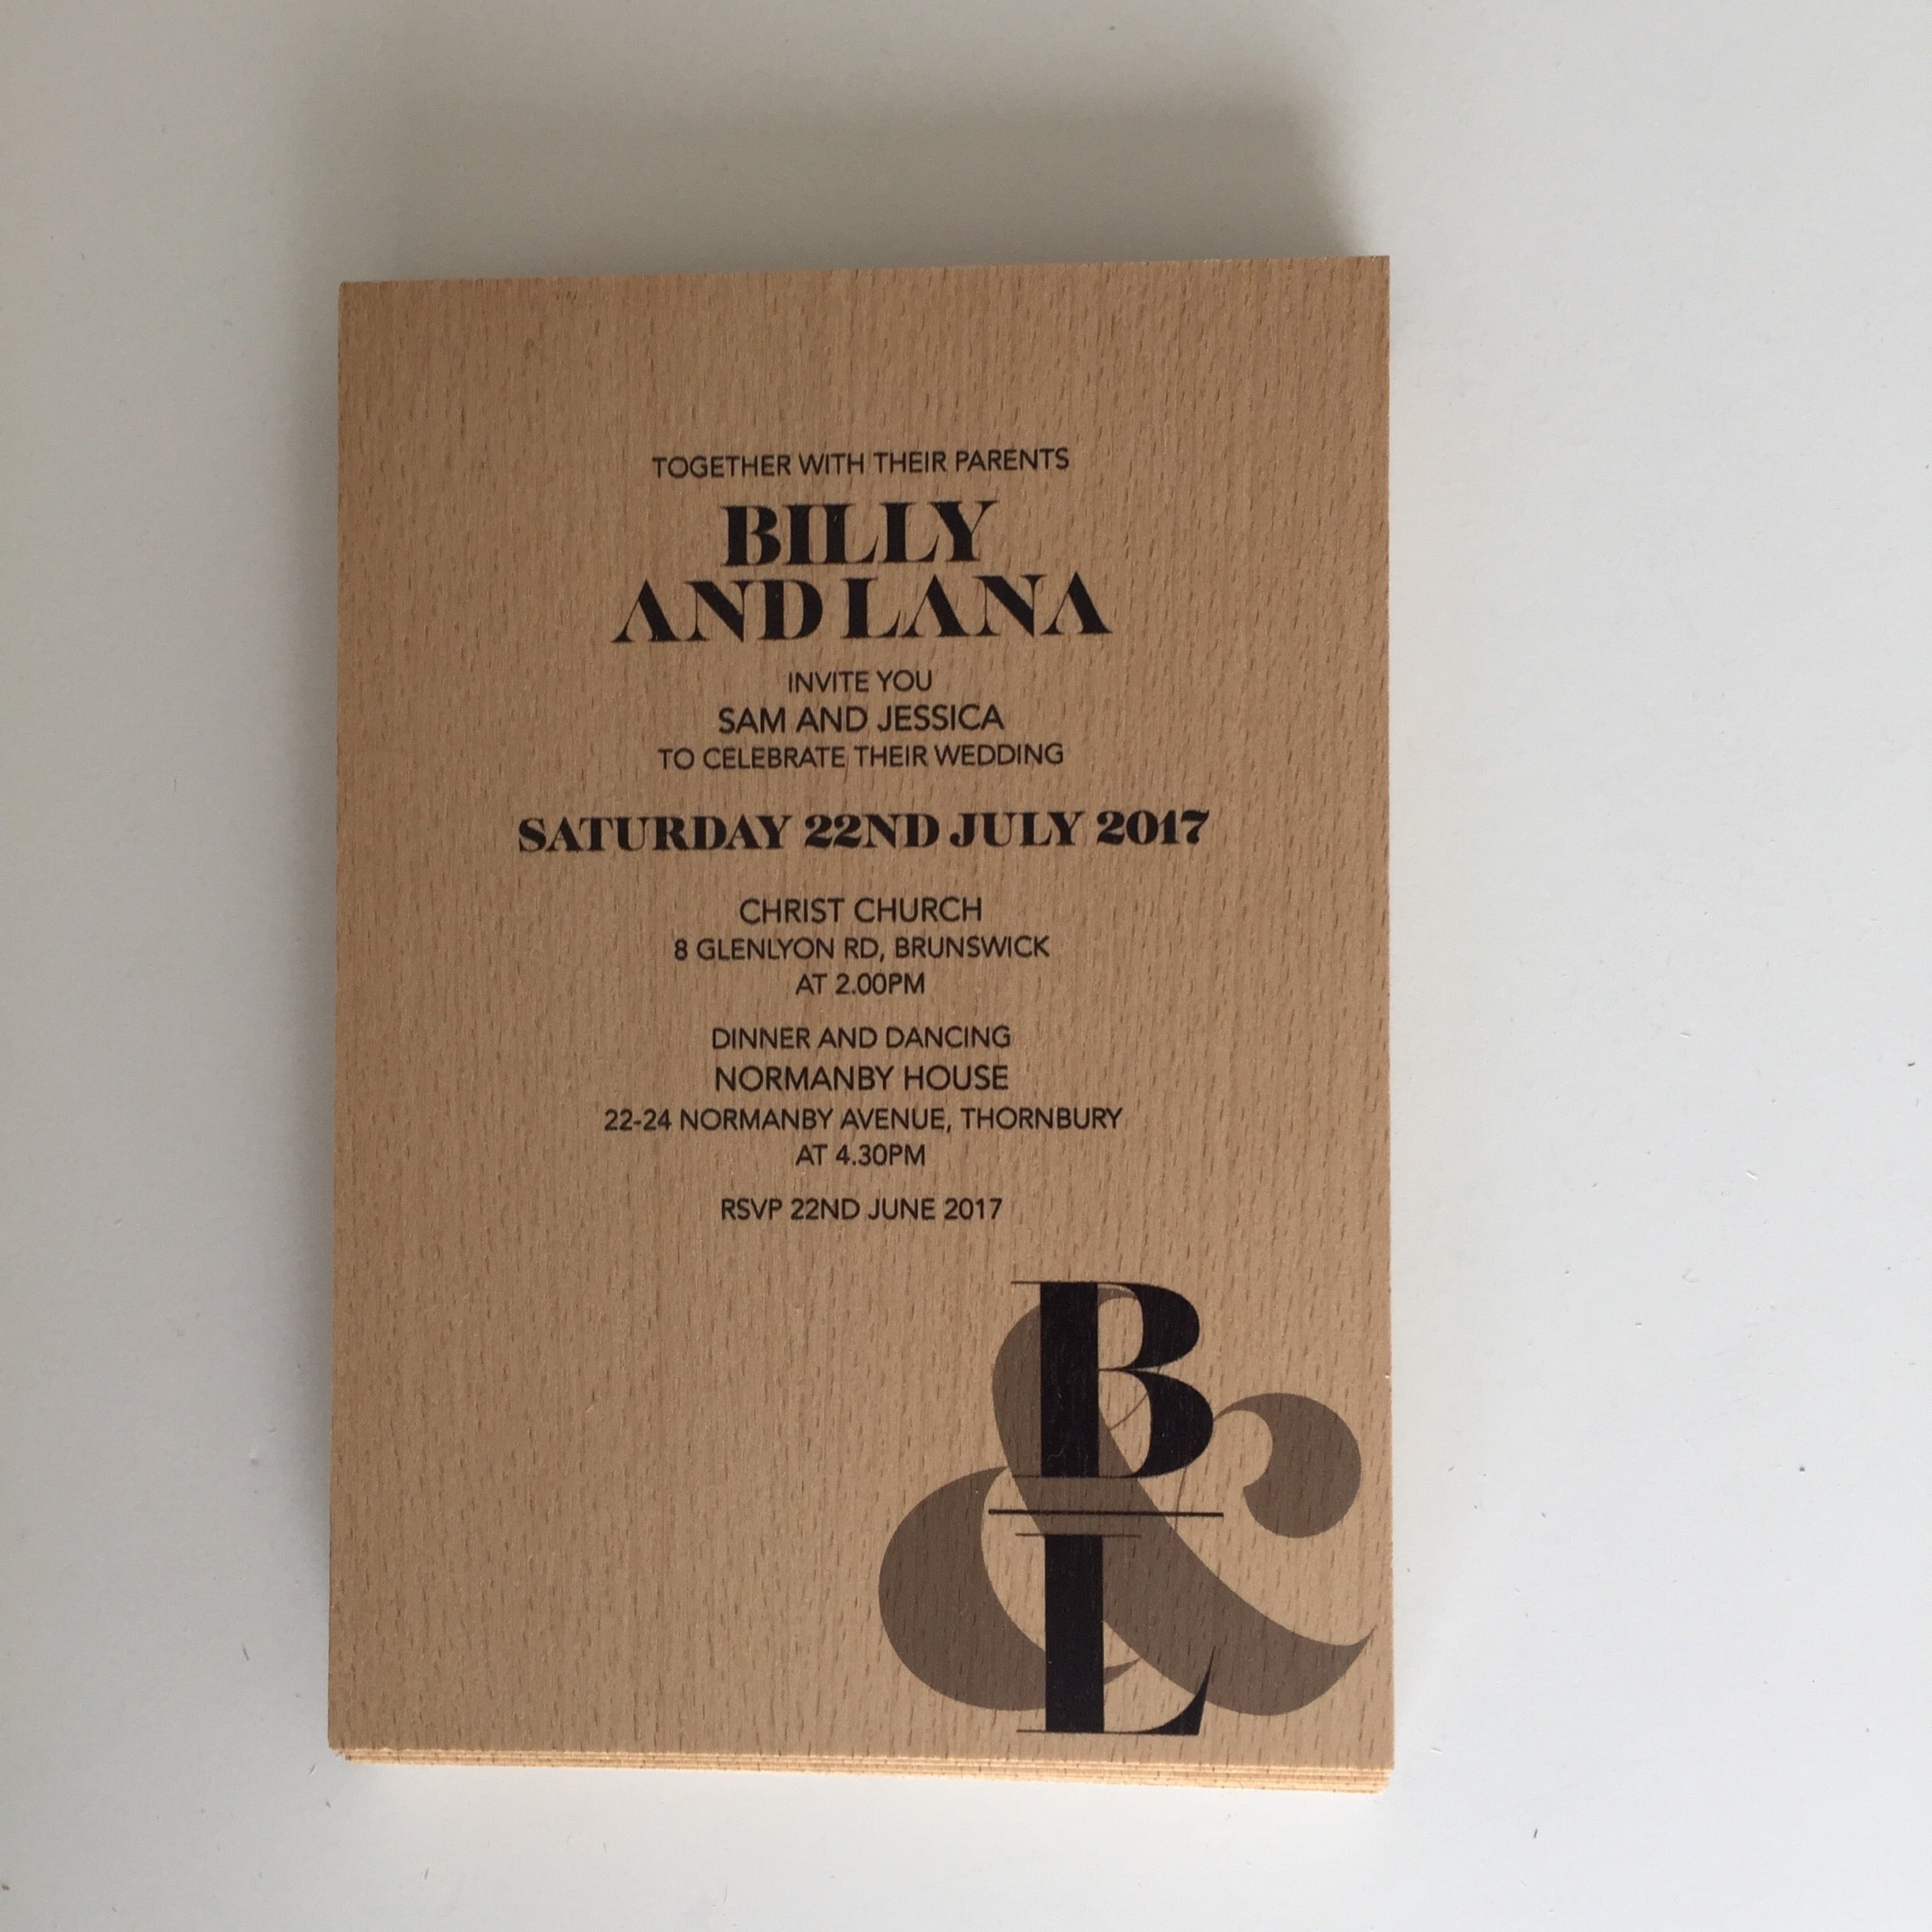 TOGETHER WITH THEIR PARENTS
BILLY
AND LANA
INVITE YOU
SAM AND JESSICA
TO CELEBRATE THEIR WEDDING
SATURDAY 22ND JULY 2017
CHRIST CHURCH
8 GLENLYON RD, BRUNSWICK
AT 2.00PM
DINNER AND DANCING
NORMANBY HOUSE
22-24 NORMANBY AVENUE, THORNBURY
AT 4.30PM
RSVP 22ND JUNE 2017
B
&
L